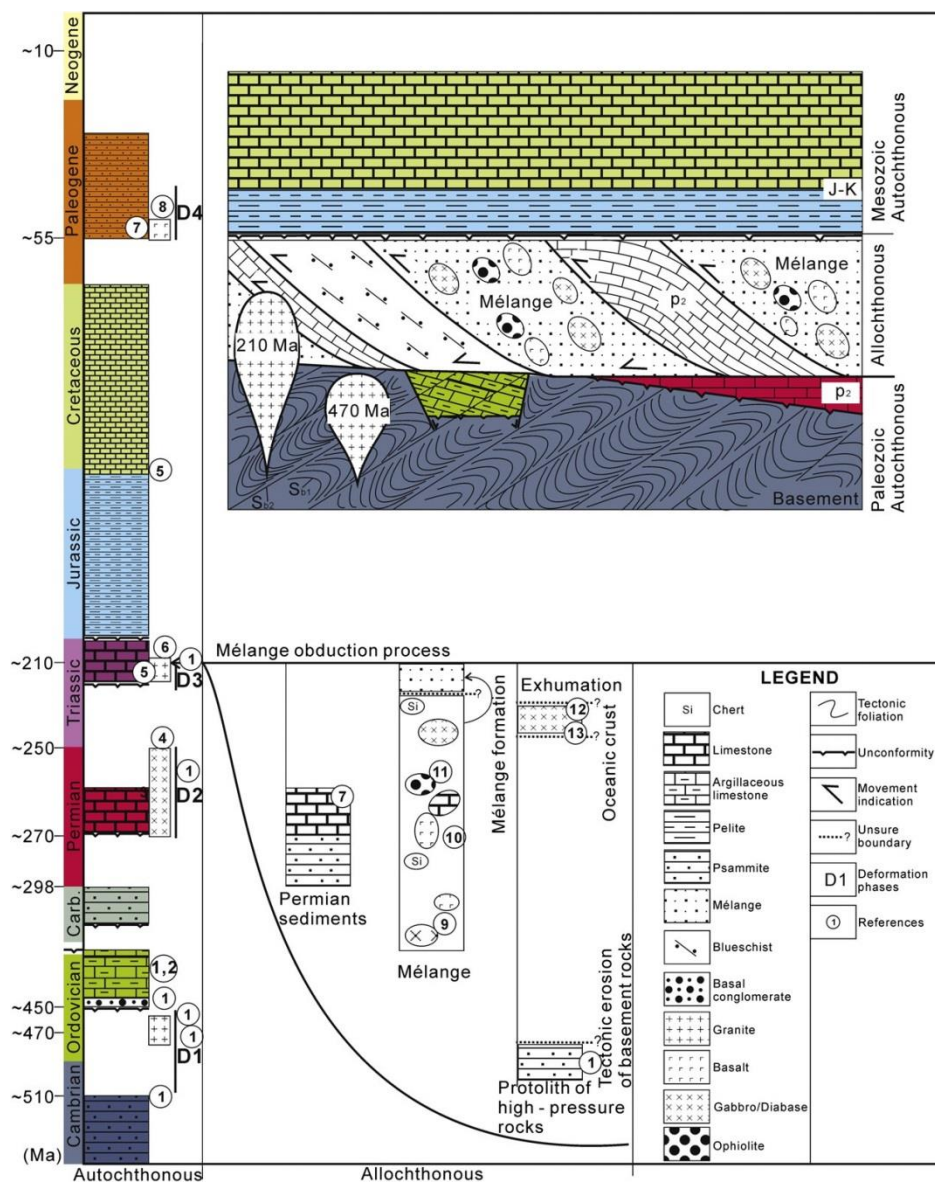 ~10
Neogene
Paleogene
8
D4
7
~55
Cretaceous
5
Jurassic
6
~210
1
5
D3
Triassic
4
~250
1
D2
Permian
~270
~298
Carb.
1,2
Ordovician
1
~450
1
~470
1
D1
~510
1
Cambrian
(Ma)
Autochthonous
Allochthonous
J-K
Mesozoic
Autochthonous
Mélange
Mélange
p2
Allochthonous
210 Ma
470 Ma
p2
Sb1
Sb2
Basement
Paleozoic
Autochthonous
Mélange obduction process
Exhumation
Si
?
?
12
13
?
Mélange formation
Oceanic crust
11
7
10
Si
Permian
sediments
9
Mélange
?
1
Tectonic erosion
of basement rocks
Protolith of
high - pressure
rocks
LEGEND
Si
Chert
Limestone
Argillaceous
limestone
Pelite
Psammite
Mélange
Blueschist
Basal
conglomerate
Granite
Basalt
Gabbro/Diabase
Ophiolite
Tectonic
foliation
Unconformity
Movement
indication
?
Unsure
boundary
D1
Deformation
phases
1
References